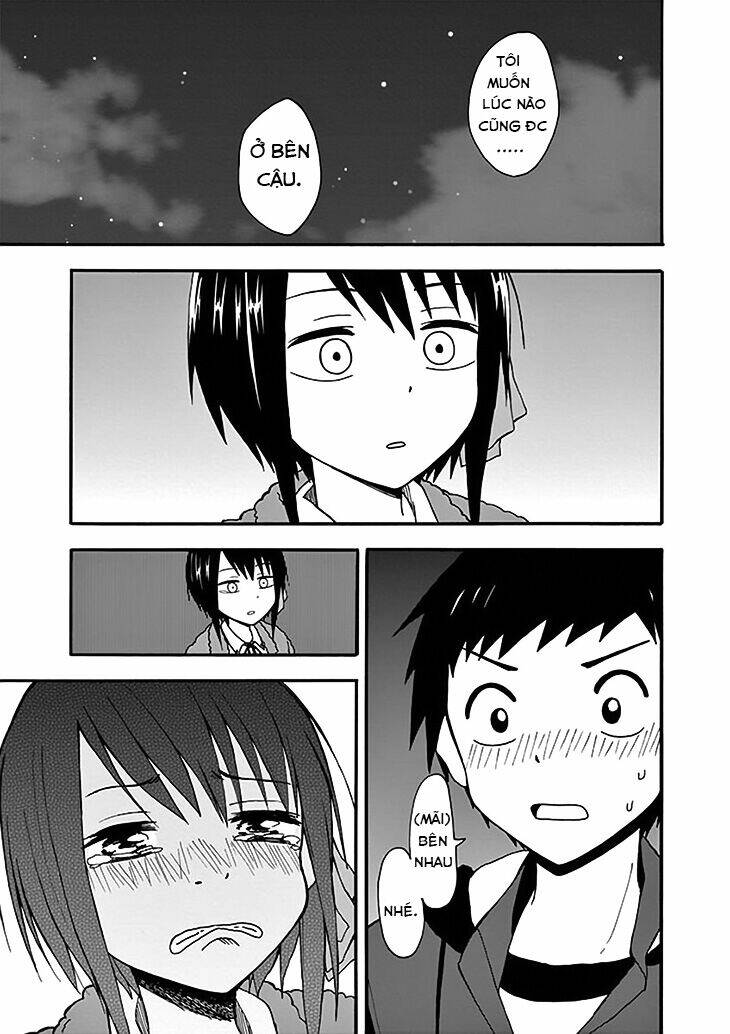 TÔI
MUỐN
LÚC NÀO
CŨNG ĐC
.....
Ở BÊN
CẬU.
(MÃI)
BÊN
NHAU
NHÉ.